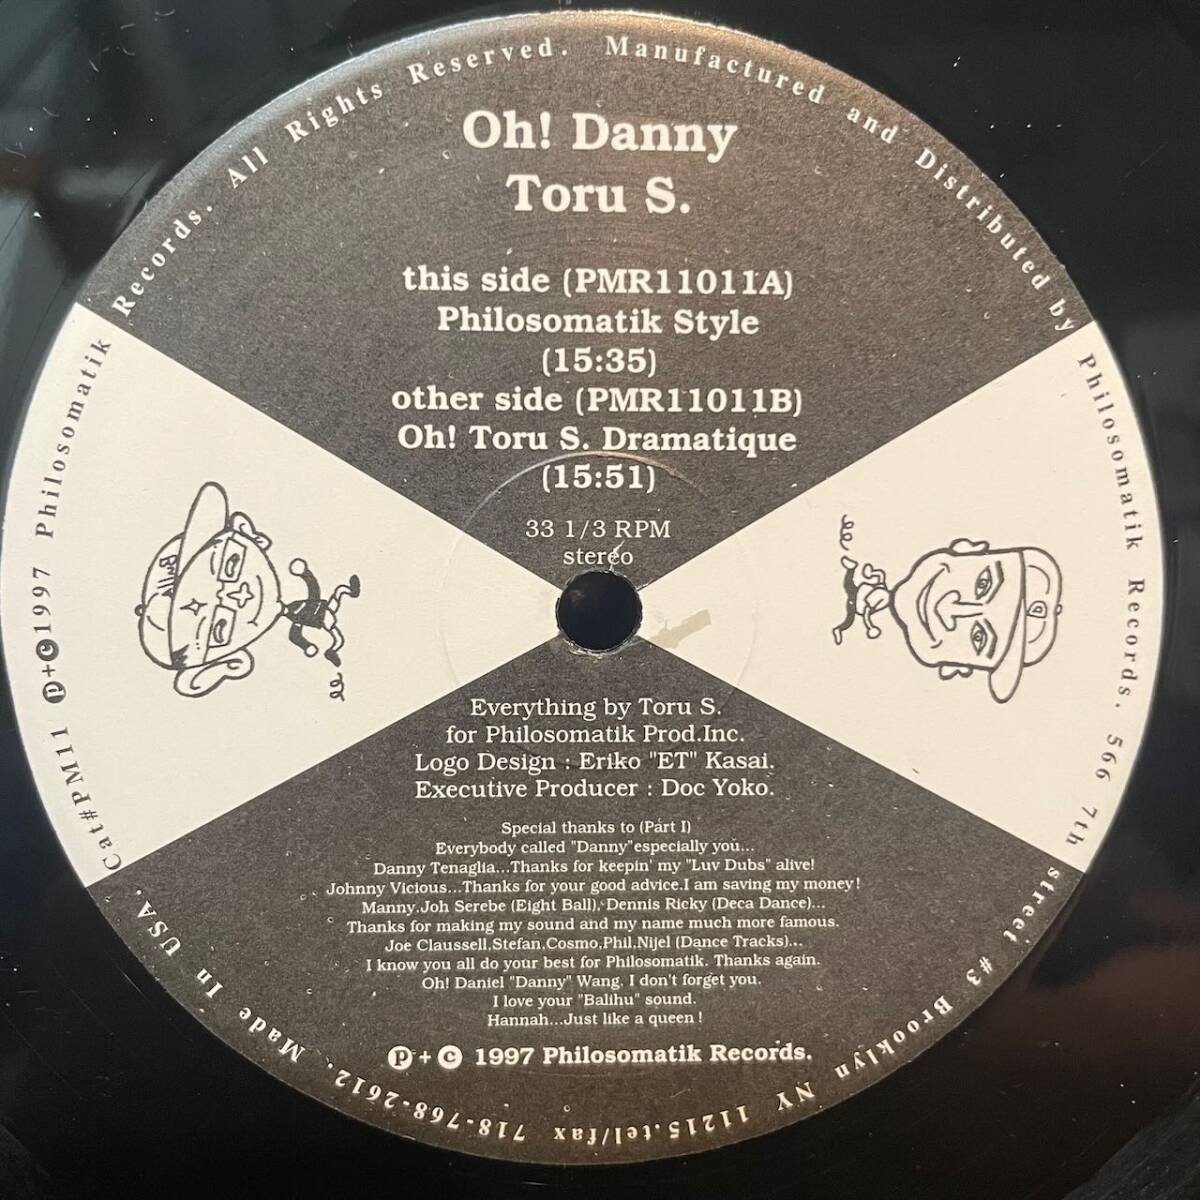 Oh! Danny
Toru S.
this side (PMR11011A)
Philosomatik Style
(15:35)
other side (PMR11011B)
Oh! Toru S. Dramatique
(15:51)
33 1/3 RPM
stereo
Everything by Toru S.
for Philosomatik Prod.Inc.
Logo Design : Eriko "ET" Kasai.
Executive Producer : Doc Yoko.
Special thanks to (Part I)
Everybody called "Danny"especially you...
Danny Tenaglia...Thanks for keepin' my "Luv Dubs" alive!
Johnny Vicious...Thanks for your good advice.I am saving my money!
Manny.Joh Serebe (Eight Ball), Dennis Ricky (Deca Dance)...
Thanks for making my sound and my name much more famous.
Joe Claussell,Stefan,Cosmo,Phil,Nijel (Dance Tracks)...
I know you all do your best for Philosomatik. Thanks again.
Oh! Daniel "Danny" Wang. I don't forget you.
I love your "Balihu" sound.
Hannah...Just like a queen!
℗+© 1997 Philosomatik Records.
Cat#PM111 ℗+©1997 Philosomatik Records. All Rights Reserved. Manufactured and Distributed by Philosomatik Records. 566 7th street #3 Brooklyn NY 11215.tel/fax 718-768-2612. Made In USA.
D